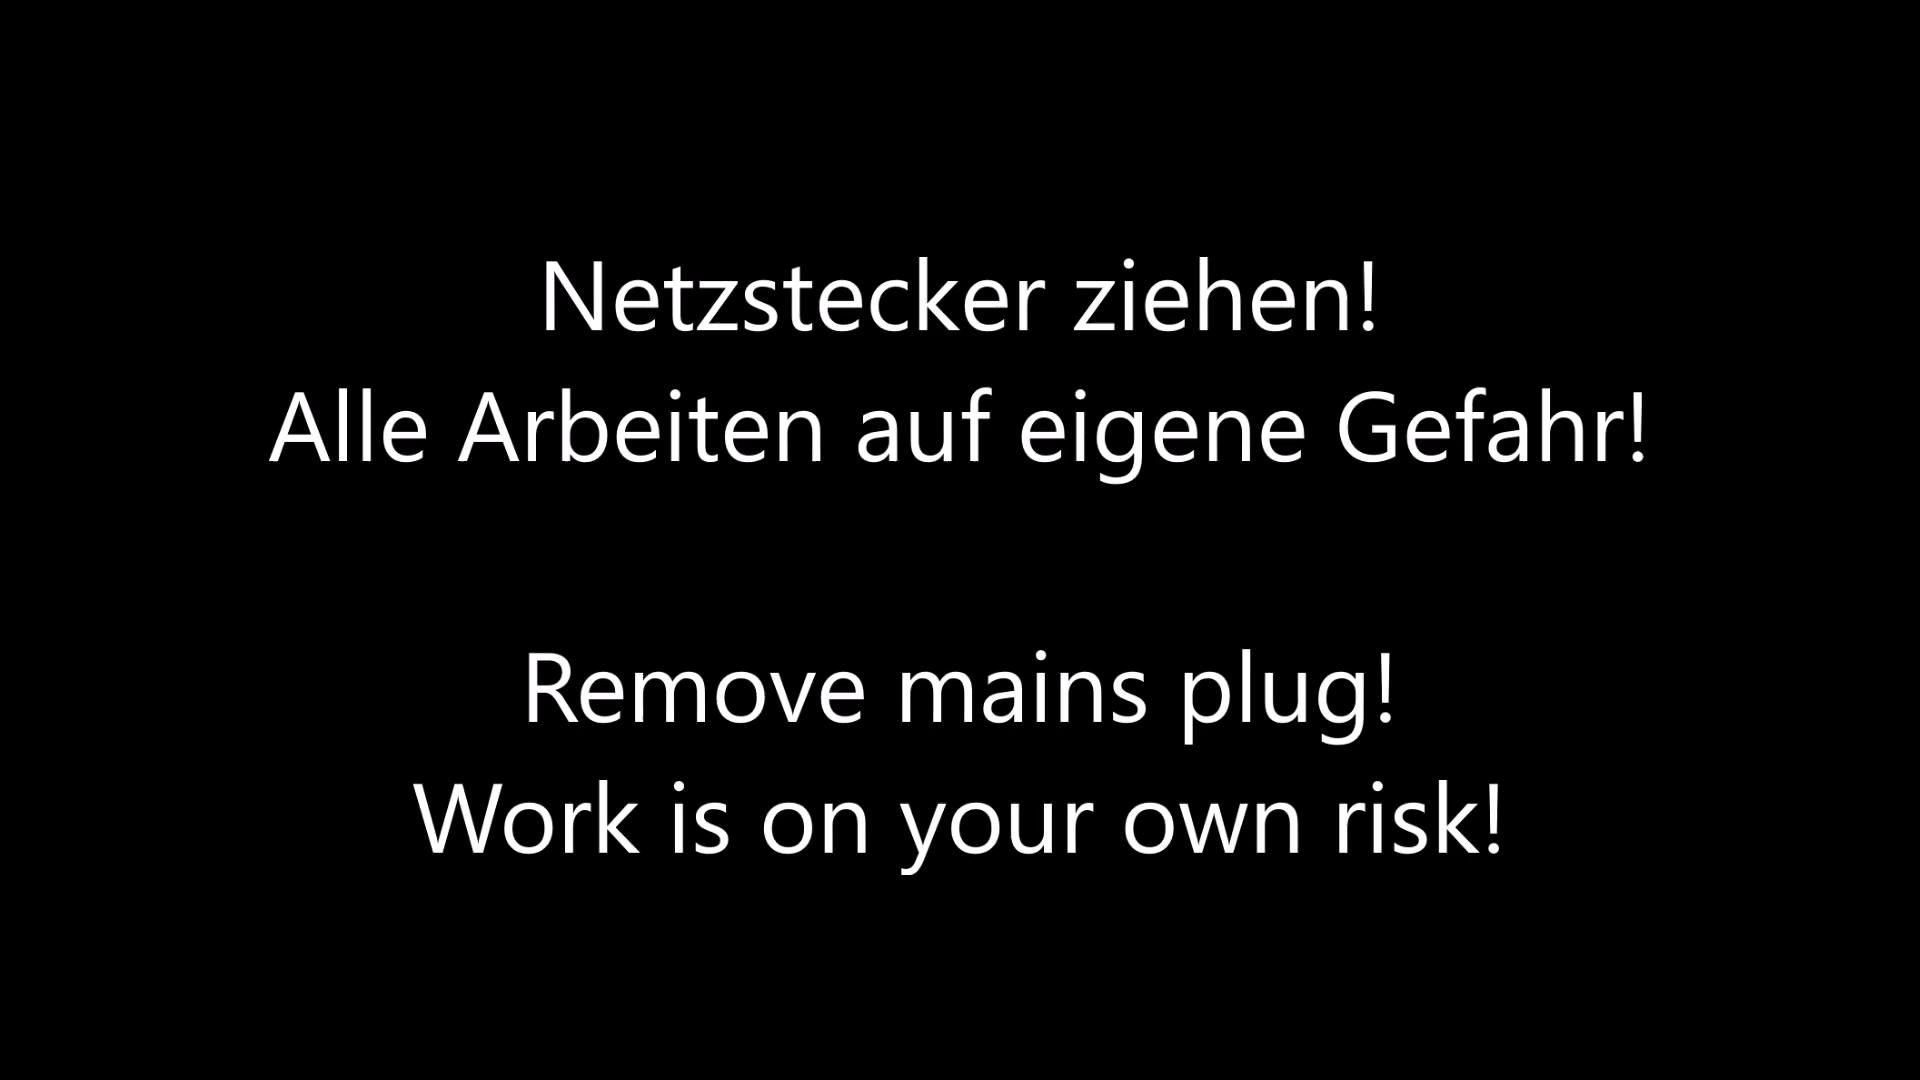 Netzstecker ziehen!
Alle Arbeiten auf eigene Gefahr!
Remove mains plug!
Work is on your own risk!